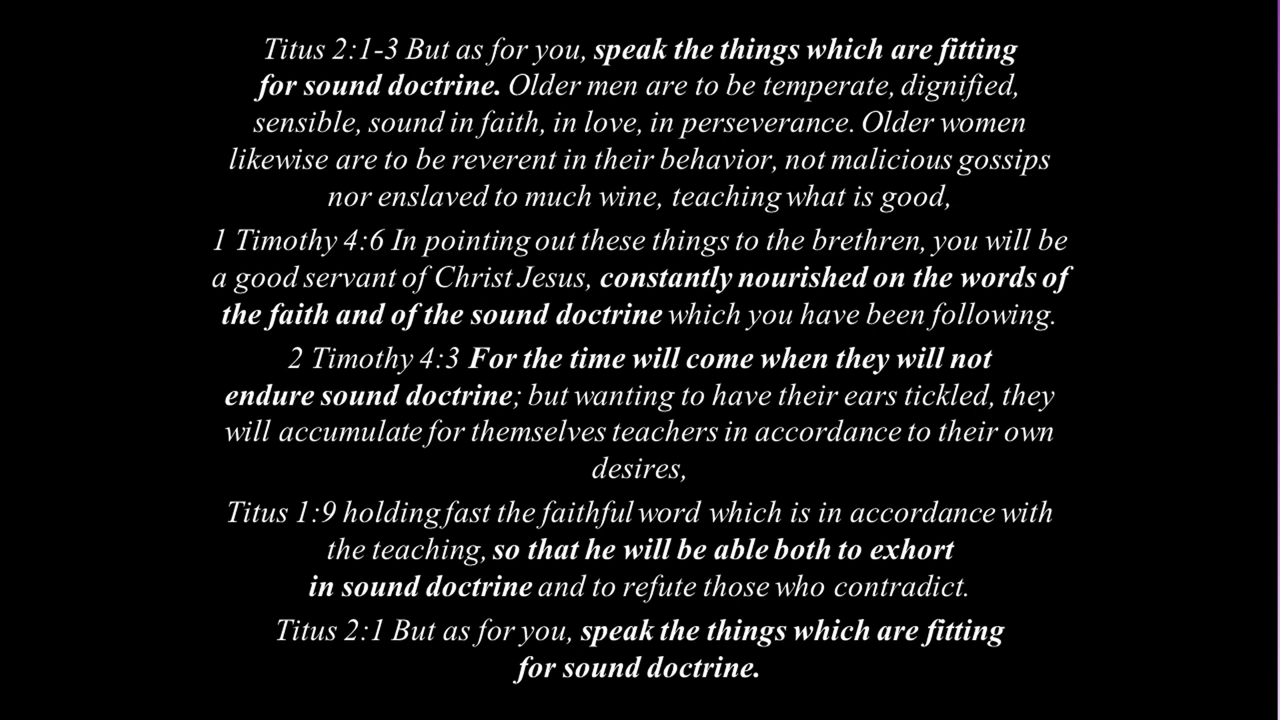 Titus 2:1-3 But as for you, speak the things which are fitting
for sound doctrine. Older men are to be temperate, dignified,
sensible, sound in faith, in love, in perseverance. Older women
likewise are to be reverent in their behavior, not malicious gossips
nor enslaved to much wine, teaching what is good,
1 Timothy 4:6 In pointing out these things to the brethren, you will be
a good servant of Christ Jesus, constantly nourished on the words of
the faith and of the sound doctrine which you have been following.
2 Timothy 4:3 For the time will come when they will not
endure sound doctrine; but wanting to have their ears tickled, they
will accumulate for themselves teachers in accordance to their own
desires,
Titus 1:9 holding fast the faithful word which is in accordance with
the teaching, so that he will be able both to exhort
in sound doctrine and to refute those who contradict.
Titus 2:1 But as for you, speak the things which are fitting
for sound doctrine.